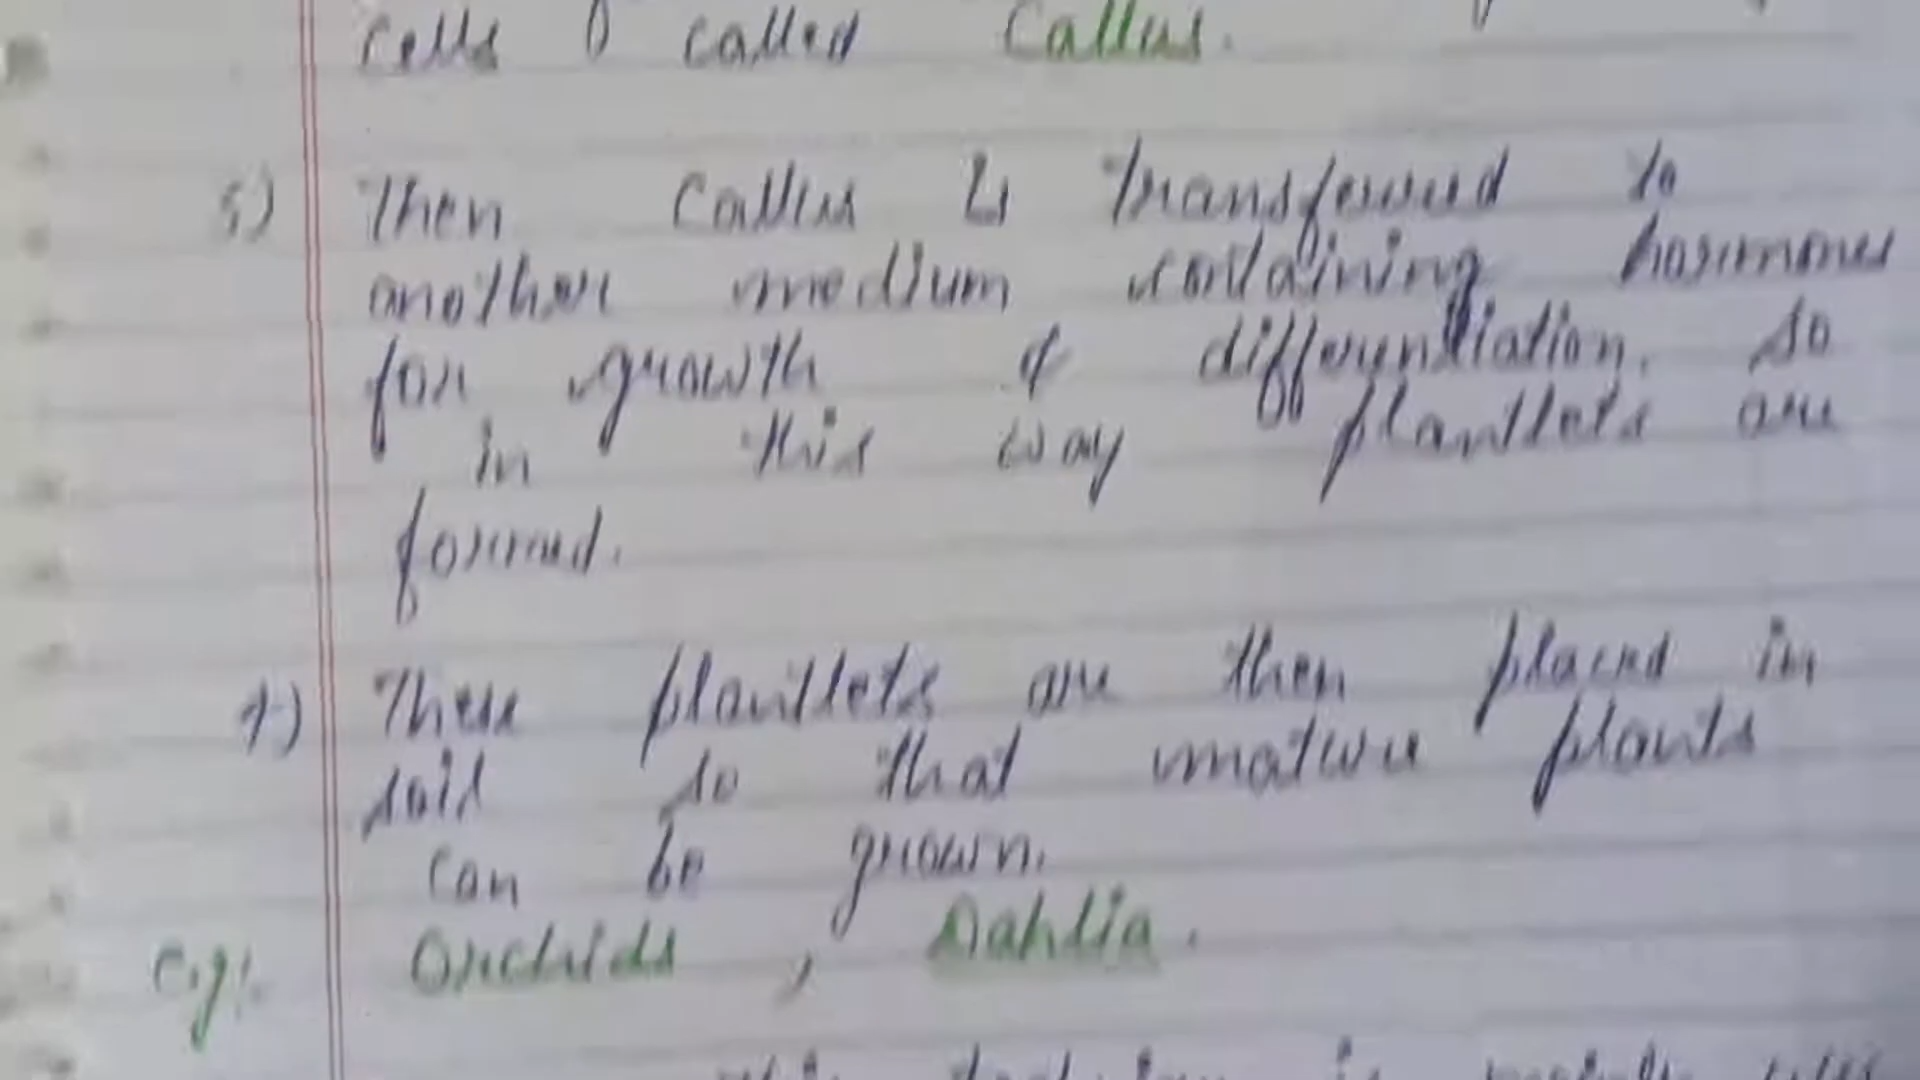 cells called Callus.
5) Then callus is transferred to
another medium containing hormones
for growth & differentiation. so
in this way plantlets are
formed.
These plantlets are then placed in
soil so that mature plants
can be grown.
e.g:. Orchids, Dahlia.